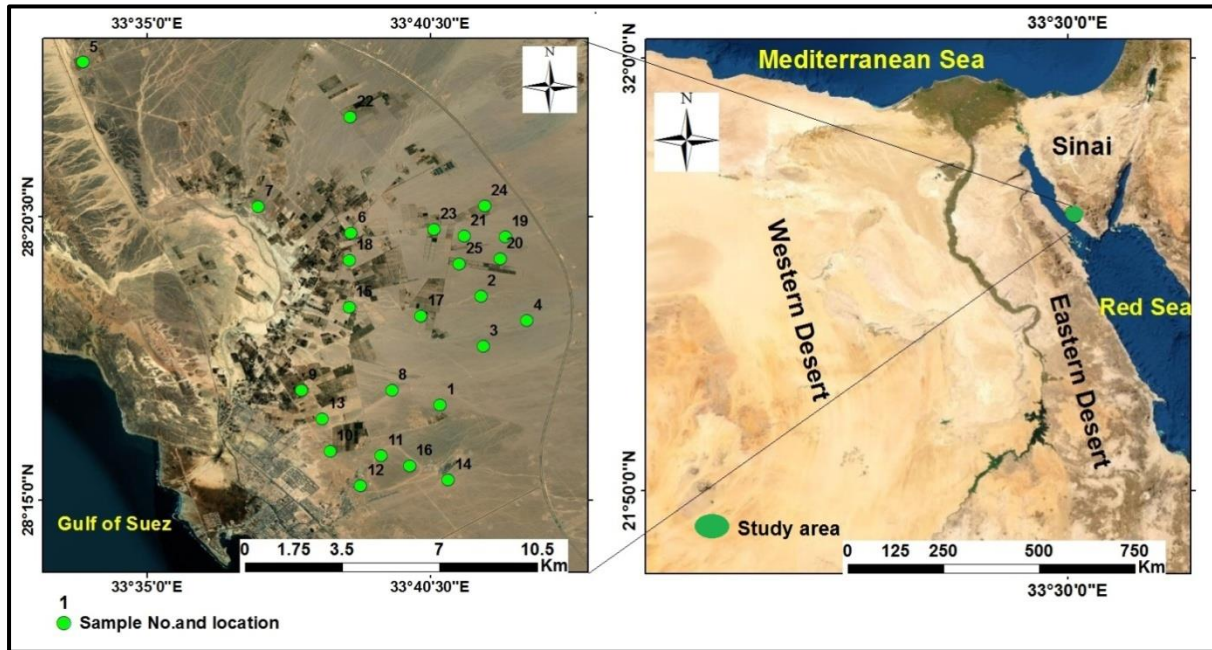 33°35'0"E
33°40'30"E
33°30'0"E
5
N
22
7
24
6
23
21
19
18
25
20
2
15
17
4
3
9
8
1
13
10
11
16
12
14
Gulf of Suez
28°20'30"N
28°15'0"N
0 1.75 3.5 7 10.5
Km
33°35'0"E
33°40'30"E
1
Sample No.and location
Mediterranean Sea
N
Sinai
Western Desert
Eastern Desert
Red Sea
32°0'0"N
21°50'0"N
Study area
0 125 250 500 750
Km
33°30'0"E